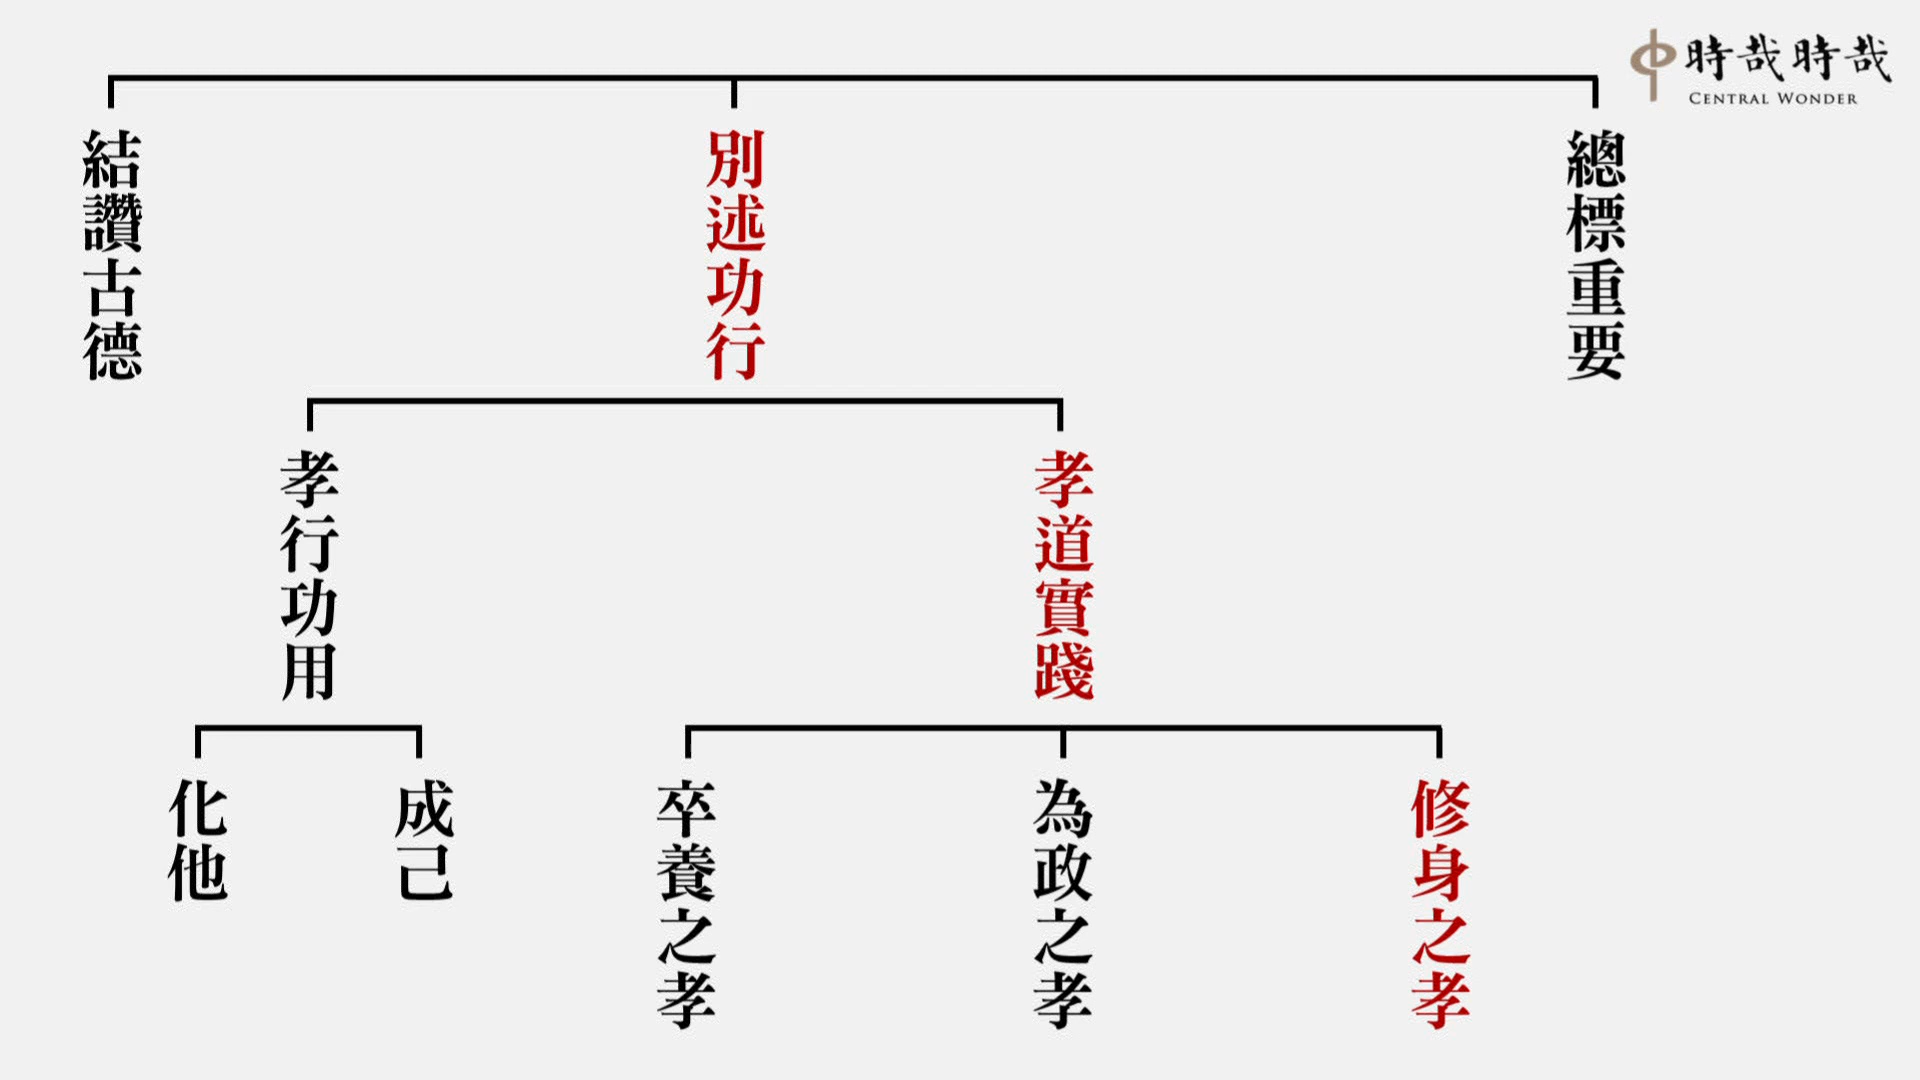 時哉時哉
CENTRAL WONDER
總標重要
別述功行
結讚古德
孝道實踐
孝行功用
修身之孝
為政之孝
卒養之孝
成己
化他